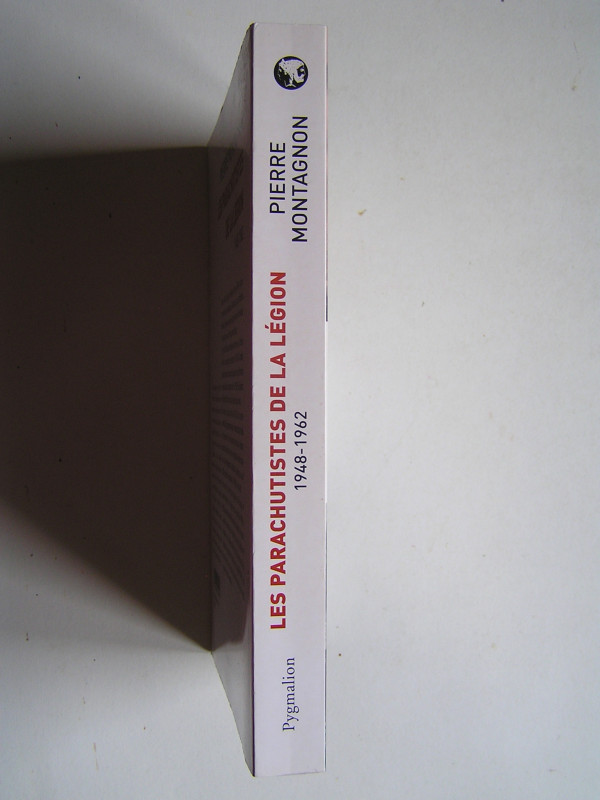 PIERRE
MONTAGNON
LES PARACHUTISTES DE LA LÉGION
1948-1962
Pygmalion